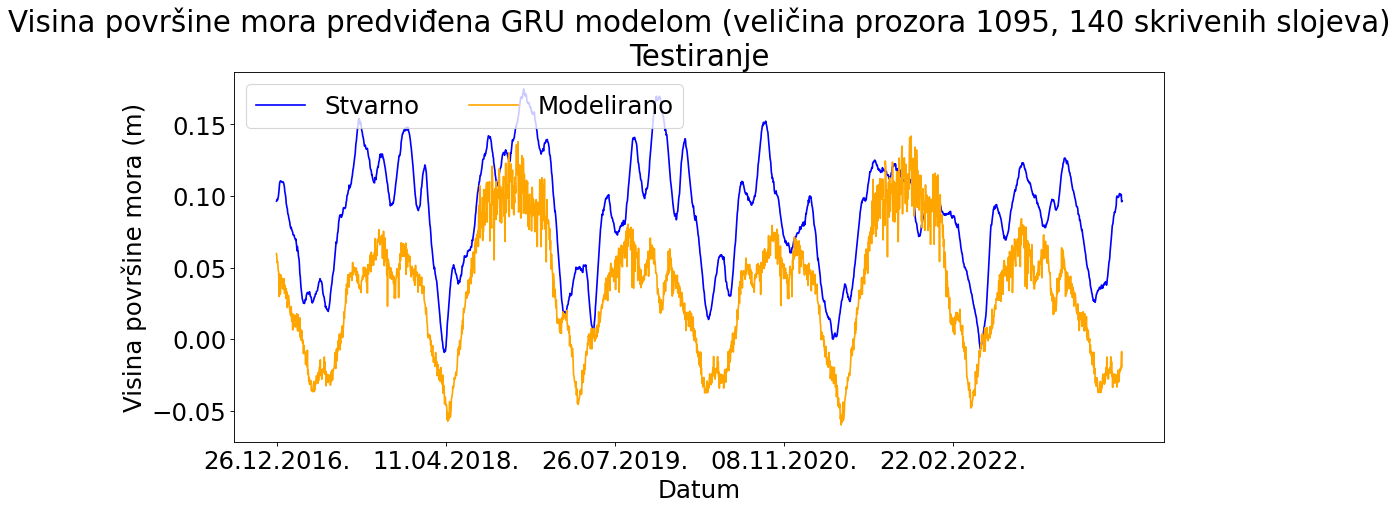 Visina površine mora predviđena GRU modelom (veličina prozora 1095, 140 skrivenih slojeva)
Testiranje
Stvarno
Modelirano
Visina površine mora (m)
0.15
0.10
0.05
0.00
−0.05
26.12.2016.
11.04.2018.
26.07.2019.
08.11.2020.
22.02.2022.
Datum